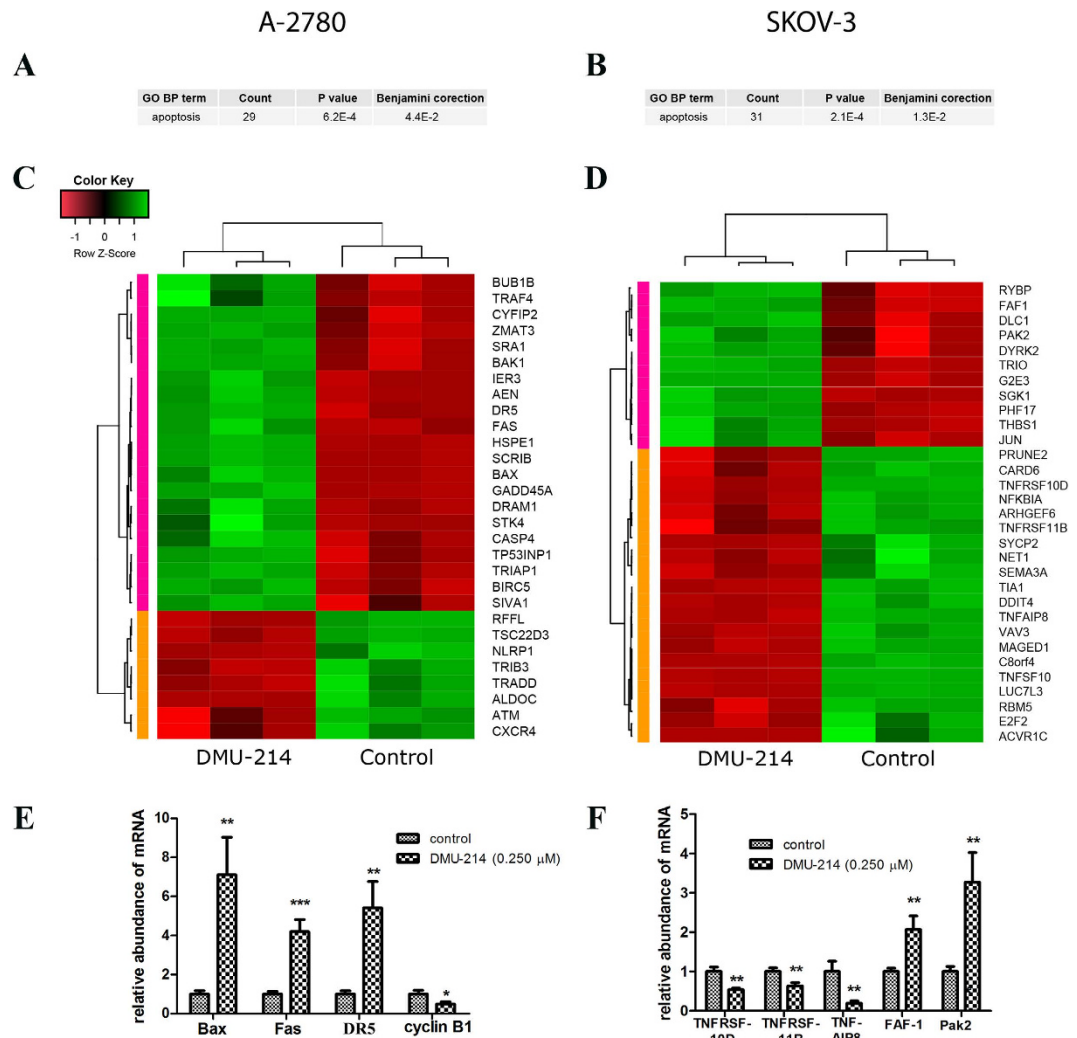 A-2780
SKOV-3
A
GO BP term Count P value Benjamini corection
apoptosis 29 6.2E-4 4.4E-2
B
GO BP term Count P value Benjamini corection
apoptosis 31 2.1E-4 1.3E-2
C
Color Key
-1 0 1
Row Z-Score
BUB1B
TRAF4
CYFIP2
ZMAT3
SRA1
BAK1
IER3
AEN
DR5
FAS
HSPE1
SCRIB
BAX
GADD45A
DRAM1
STK4
CASP4
TP53INP1
TRIAP1
BIRC5
SIVA1
RFFL
TSC22D3
NLRP1
TRIB3
TRADD
ALDOC
ATM
CXCR4
DMU-214 Control
D
RYBP
FAF1
DLC1
PAK2
DYRK2
TRIO
G2E3
SGK1
PHF17
THBS1
JUN
PRUNE2
CARD6
TNFRSF10D
NFKBIA
ARHGEF6
TNFRSF11B
SYCP2
NET1
SEMA3A
TIA1
DDIT4
TNFAIP8
VAV3
MAGED1
C8orf4
TNFSF10
LUC7L3
RBM5
E2F2
ACVR1C
DMU-214 Control
E
relative abundance of mRNA
10
8
6
4
2
0
** *** ** *
control
DMU-214 (0.250 μM)
Bax Fas DR5 cyclin B1
F
relative abundance of mRNA
5
4
3
2
1
0
** ** ** ** **
control
DMU-214 (0.250 μM)
TNFRSF- TNFRSF- TNF- FAF-1 Pak2
10D 11B AIP8